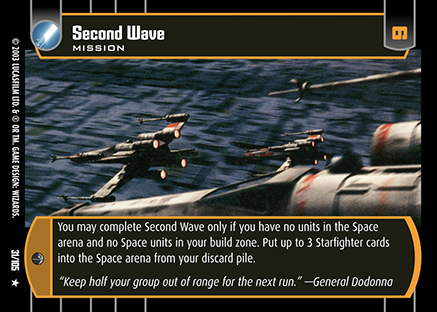 Second Wave
MISSION
6
© 2003 LUCASFILM LTD. & ® OR TM. GAME DESIGN: WIZARDS.
You may complete Second Wave only if you have no units in the Space
arena and no Space units in your build zone. Put up to 3 Starfighter cards
into the Space arena from your discard pile.
“Keep half your group out of range for the next run.” —General Dodonna
31/105